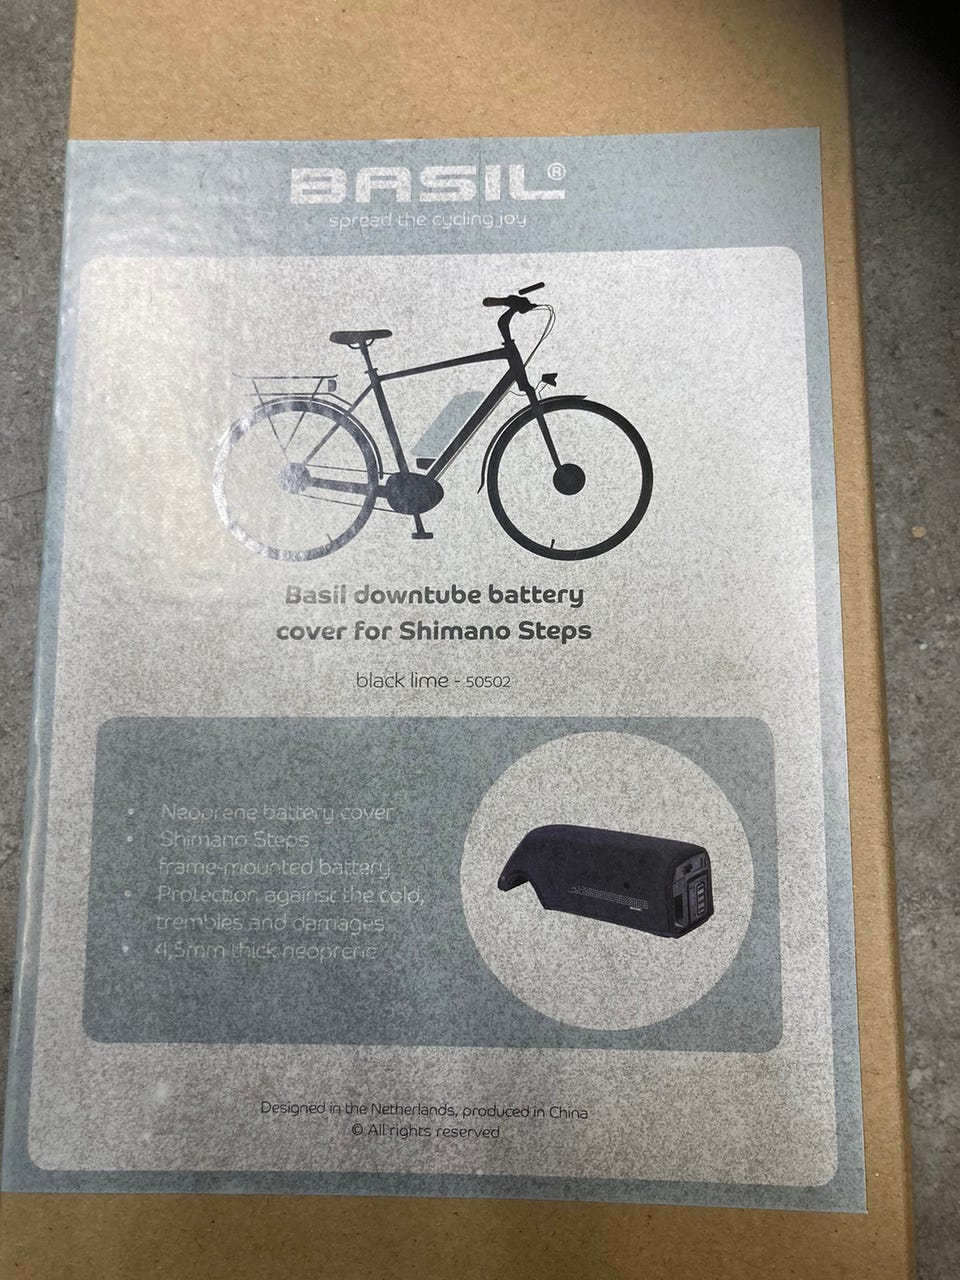 BASIL®
spread the cycling joy
Basil downtube battery
cover for Shimano Steps
black lime - 50502
• Neoprene battery cover
• Shimano Steps
frame-mounted battery
• Protection against the cold,
trembles and damages
• 4,5mm thick neoprene
Designed in the Netherlands, produced in China
© All rights reserved